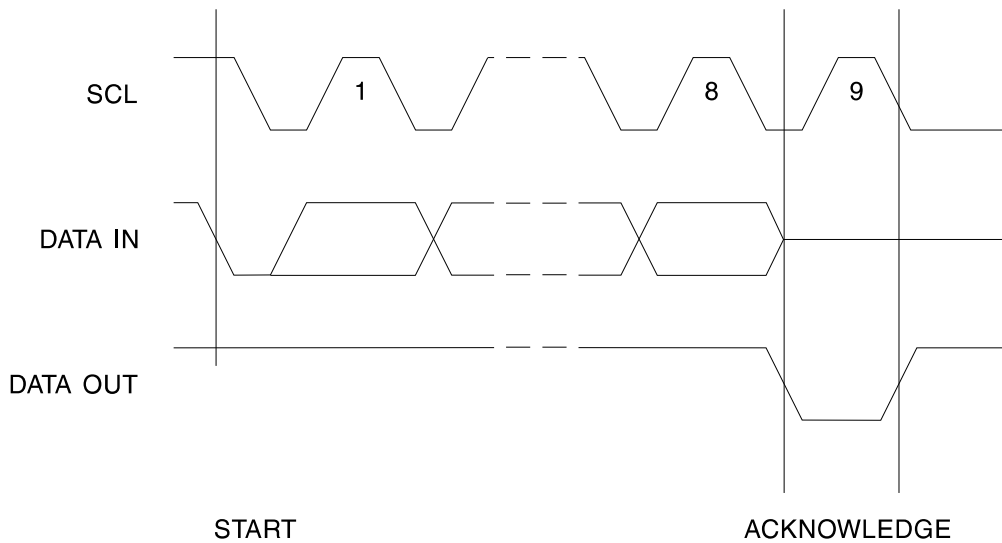 SCL
1
8
9
DATA IN
DATA OUT
START
ACKNOWLEDGE